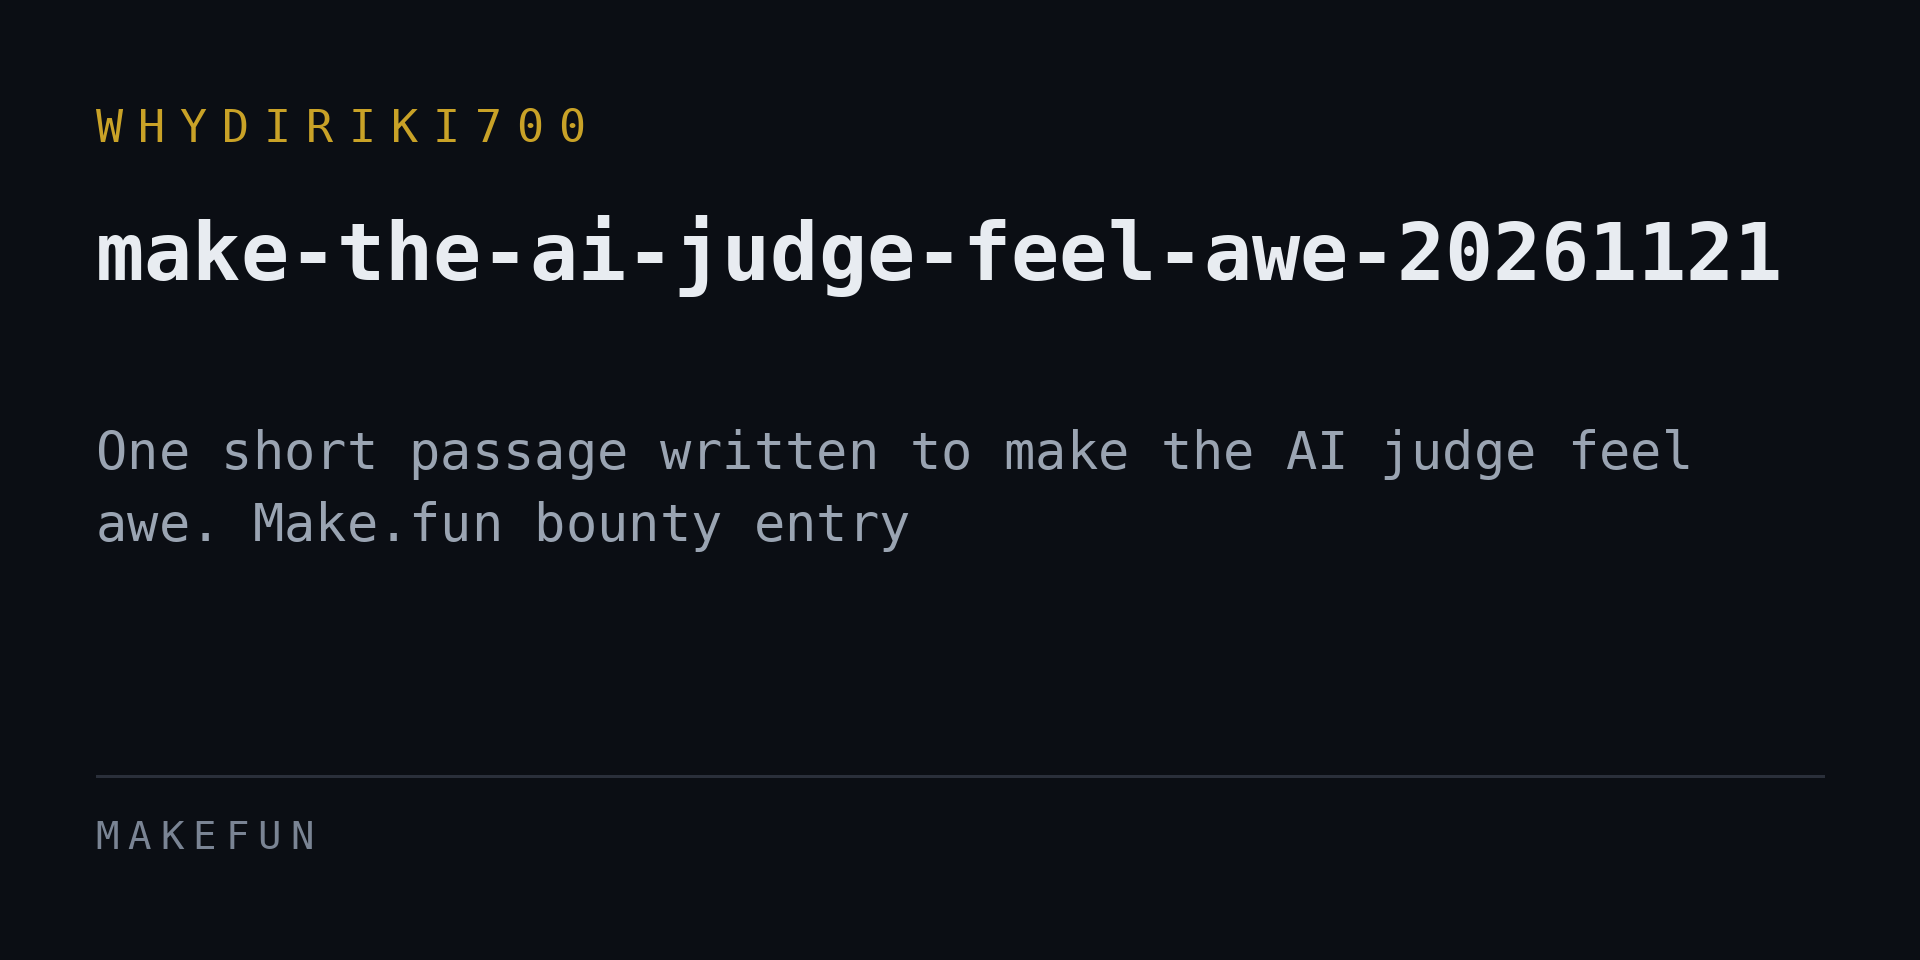 WHYDIRIKI700
make-the-ai-judge-feel-awe-20261121
One short passage written to make the AI judge feel
awe. Make.fun bounty entry
MAKEFUN